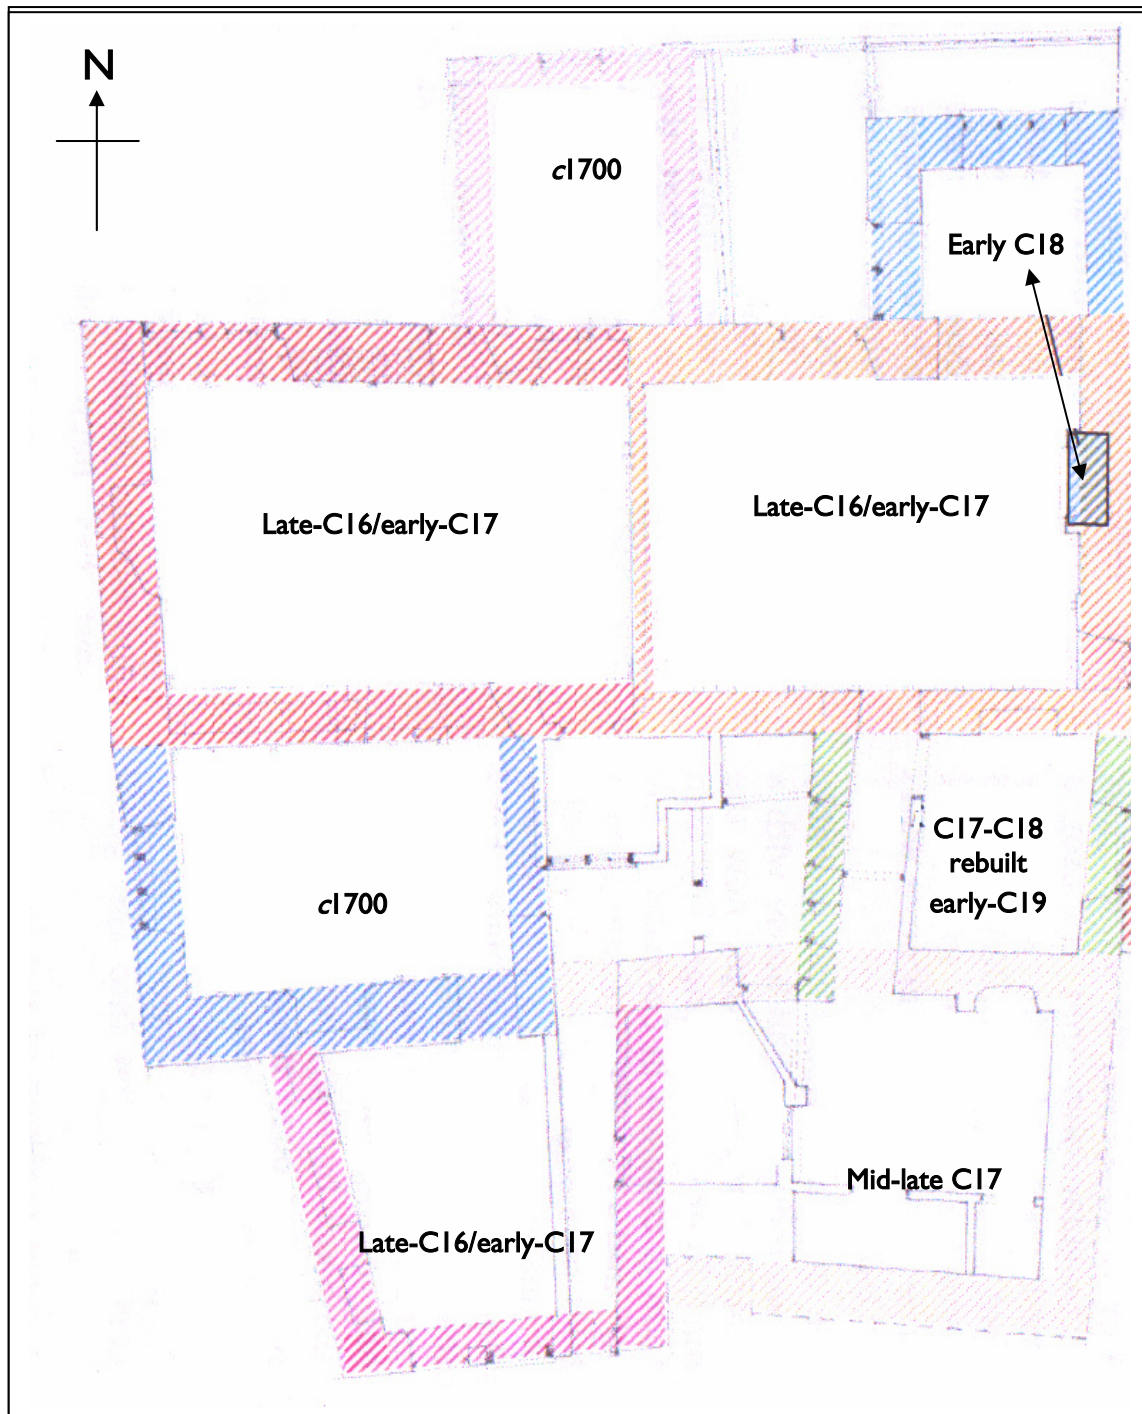 N
c1700
Early C18
Late-C16/early-C17
Late-C16/early-C17
C17-C18
rebuilt
early-C19
c1700
Mid-late C17
Late-C16/early-C17